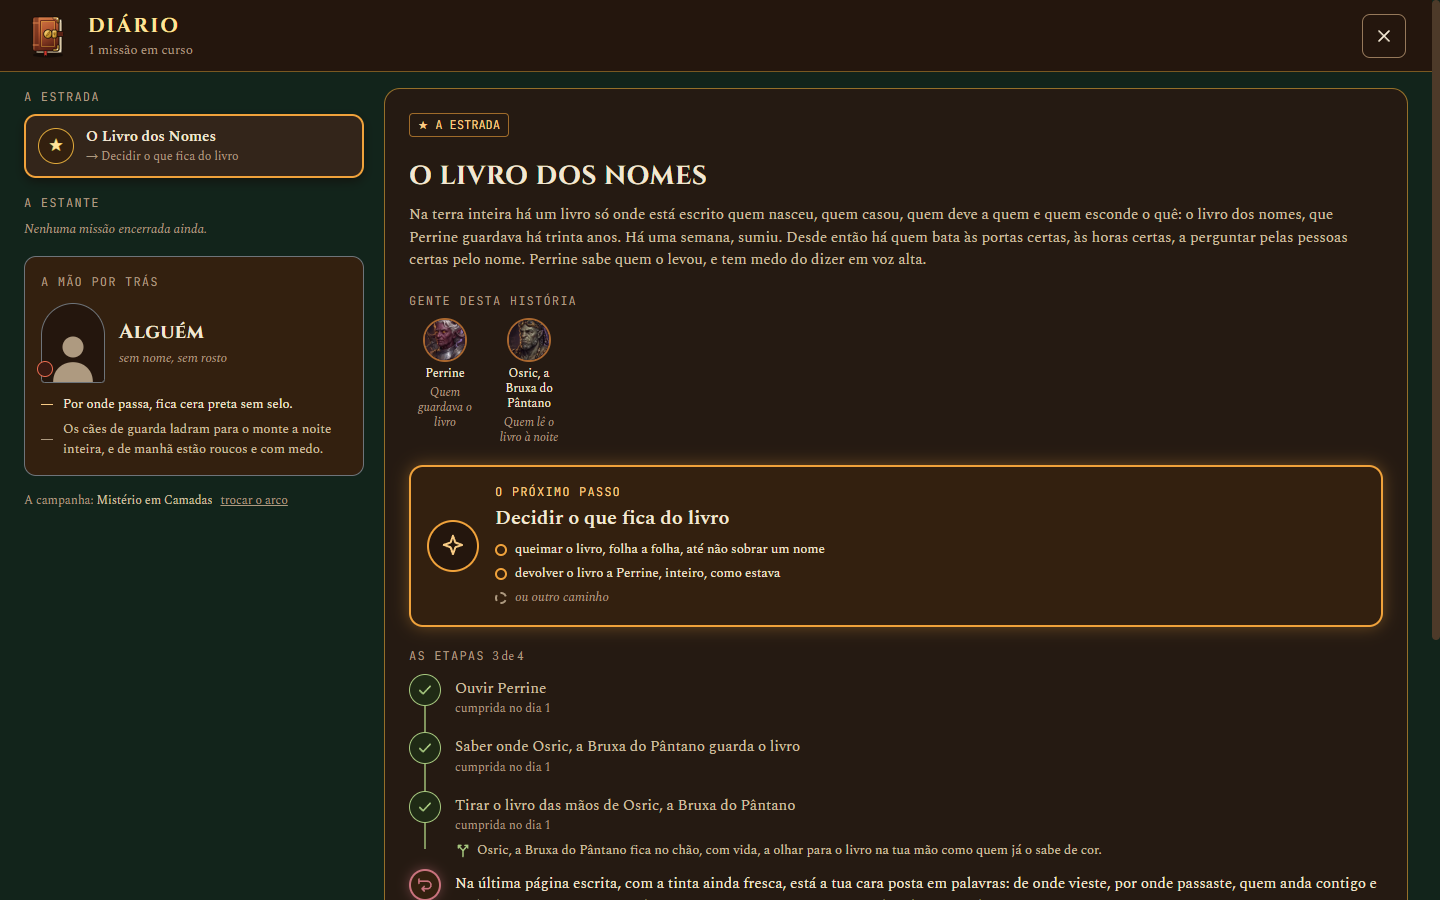 DIÁRIO
1 missão em curso
A ESTRADA
O Livro dos Nomes
→ Decidir o que fica do livro
A ESTANTE
Nenhuma missão encerrada ainda.
A MÃO POR TRÁS
ALGUÉM
sem nome, sem rosto
— Por onde passa, fica cera preta sem selo.
— Os cães de guarda ladram para o monte a noite
inteira, e de manhã estão roucos e com medo.
A campanha: Mistério em Camadas trocar o arco
★ A ESTRADA
O LIVRO DOS NOMES
Na terra inteira há um livro só onde está escrito quem nasceu, quem casou, quem deve a quem e quem esconde o quê: o livro dos nomes, que
Perrine guardava há trinta anos. Há uma semana, sumiu. Desde então há quem bata às portas certas, às horas certas, a perguntar pelas pessoas
certas pelo nome. Perrine sabe quem o levou, e tem medo do dizer em voz alta.
GENTE DESTA HISTÓRIA
Perrine
Quem
guardava o
livro
Osric, a
Bruxa do
Pântano
Quem lê o
livro à noite
O PRÓXIMO PASSO
Decidir o que fica do livro
queimar o livro, folha a folha, até não sobrar um nome
devolver o livro a Perrine, inteiro, como estava
ou outro caminho
AS ETAPAS 3 de 4
Ouvir Perrine
cumprida no dia 1
Saber onde Osric, a Bruxa do Pântano guarda o livro
cumprida no dia 1
Tirar o livro das mãos de Osric, a Bruxa do Pântano
cumprida no dia 1
Osric, a Bruxa do Pântano fica no chão, com vida, a olhar para o livro na tua mão como quem já o sabe de cor.
Na última página escrita, com a tinta ainda fresca, está a tua cara posta em palavras: de onde vieste, por onde passaste, quem anda contigo e